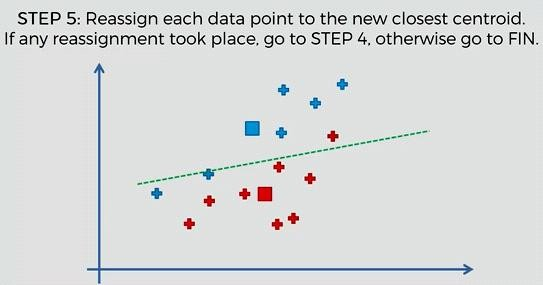 STEP 5: Reassign each data point to the new closest centroid.
If any reassignment took place, go to STEP 4, otherwise go to FIN.